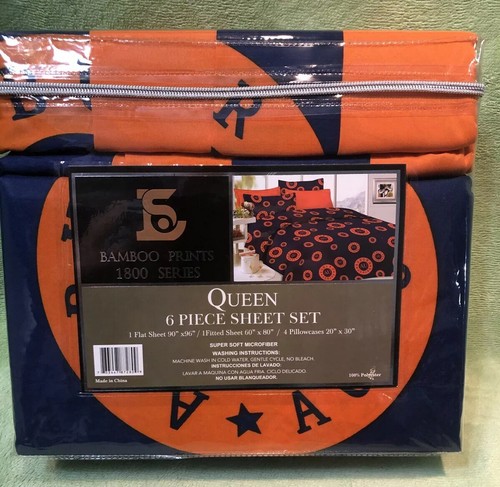 BAMBOO PRINTS
1800 SERIES
QUEEN
6 PIECE SHEET SET
1 Flat Sheet 90" x96" / 1Fitted Sheet 60" x 80" / 4 Pillowcases 20" x 30"
SUPER SOFT MICROFIBER
WASHING INSTRUCTIONS:
MACHINE WASH IN COLD WATER, GENTLE CYCLE, NO BLEACH.
INSTRUCCIONES DE LAVADO:
LAVAR A MAQUINA CON AGUA FRIA, CICLO DELICADO
NO USAR BLANQUEADOR.
Made in China
100% Polyester